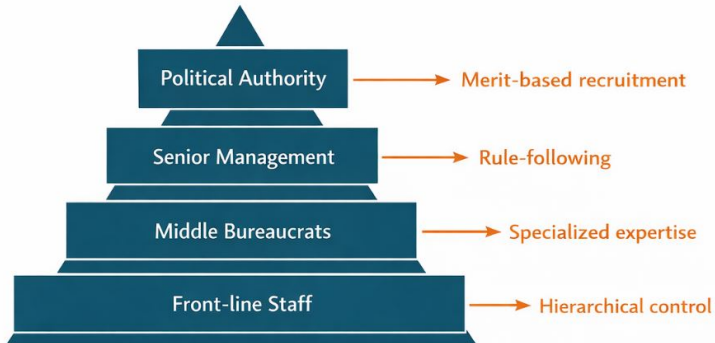 Political Authority
Merit-based recruitment
Senior Management
Rule-following
Middle Bureaucrats
Specialized expertise
Front-line Staff
Hierarchical control